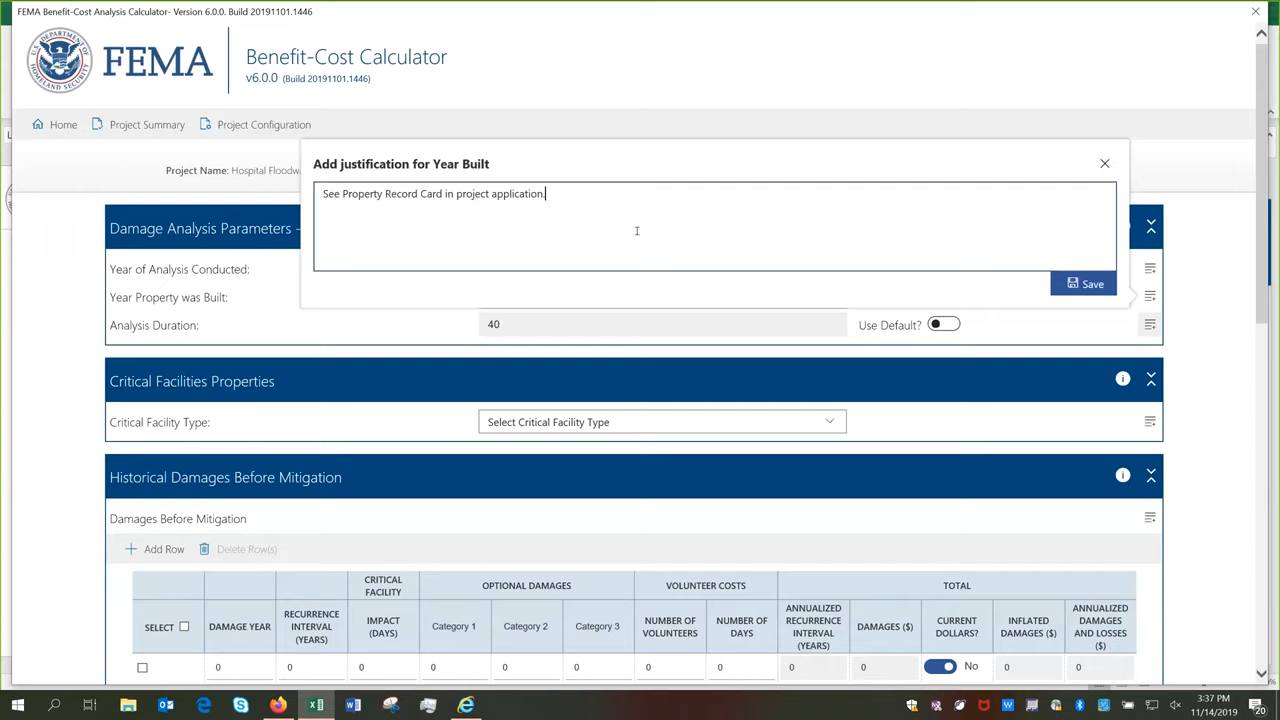 FEMA Benefit-Cost Analysis Calculator- Version 6.0.0. Build 20191101.1446
FEMA
Benefit-Cost Calculator
v6.0.0 (Build 20191101.1446)
Home
Project Summary
Project Configuration
Project Name: Hospital Floodwa
Add justification for Year Built
See Property Record Card in project application.
Save
Damage Analysis Parameters -
Year of Analysis Conducted:
Year Property was Built:
Analysis Duration:
40
Use Default?
Critical Facilities Properties
Critical Facility Type:
Select Critical Facility Type
Historical Damages Before Mitigation
Damages Before Mitigation
Add Row
Delete Row(s)
CRITICAL FACILITY
OPTIONAL DAMAGES
VOLUNTEER COSTS
TOTAL
SELECT
DAMAGE YEAR
RECURRENCE INTERVAL (YEARS)
IMPACT (DAYS)
Category 1
Category 2
Category 3
NUMBER OF VOLUNTEERS
NUMBER OF DAYS
ANNUALIZED RECURRENCE INTERVAL (YEARS)
DAMAGES ($)
CURRENT DOLLARS?
INFLATED DAMAGES ($)
ANNUALIZED DAMAGES AND LOSSES ($)
0 0 0 0 0 0 0 0 0 0 No 0 0
3:37 PM
11/14/2019
20